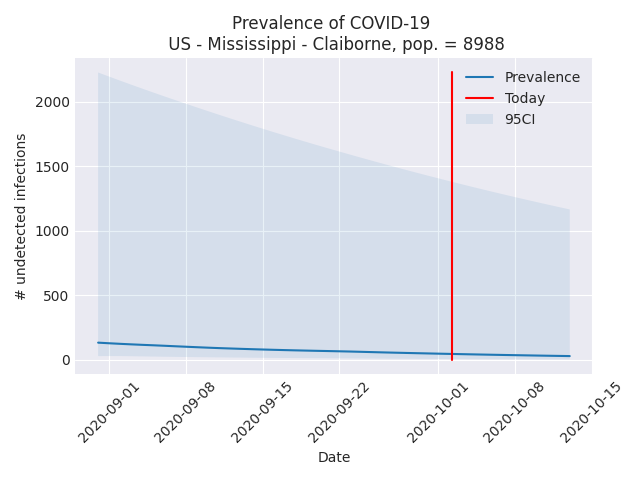 Prevalence of COVID-19
US - Mississippi - Claiborne, pop. = 8988
Prevalence
Today
95CI
2000
1500
1000
500
0
# undetected infections
2020-09-01
2020-09-08
2020-09-15
2020-09-22
2020-10-01
2020-10-08
2020-10-15
Date